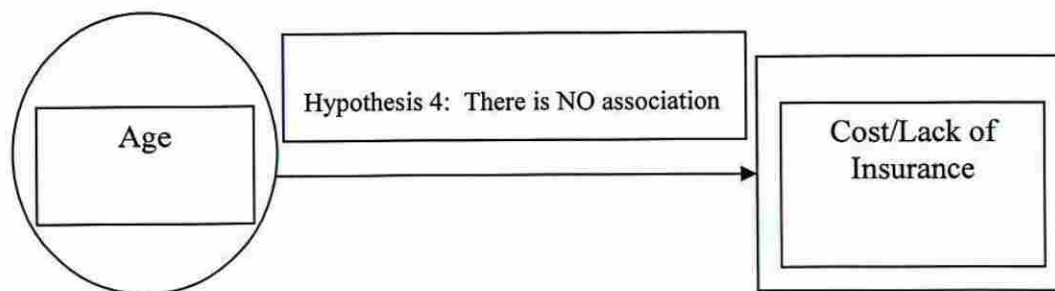 Hypothesis 4: There is NO association
Age
Cost/Lack of
Insurance